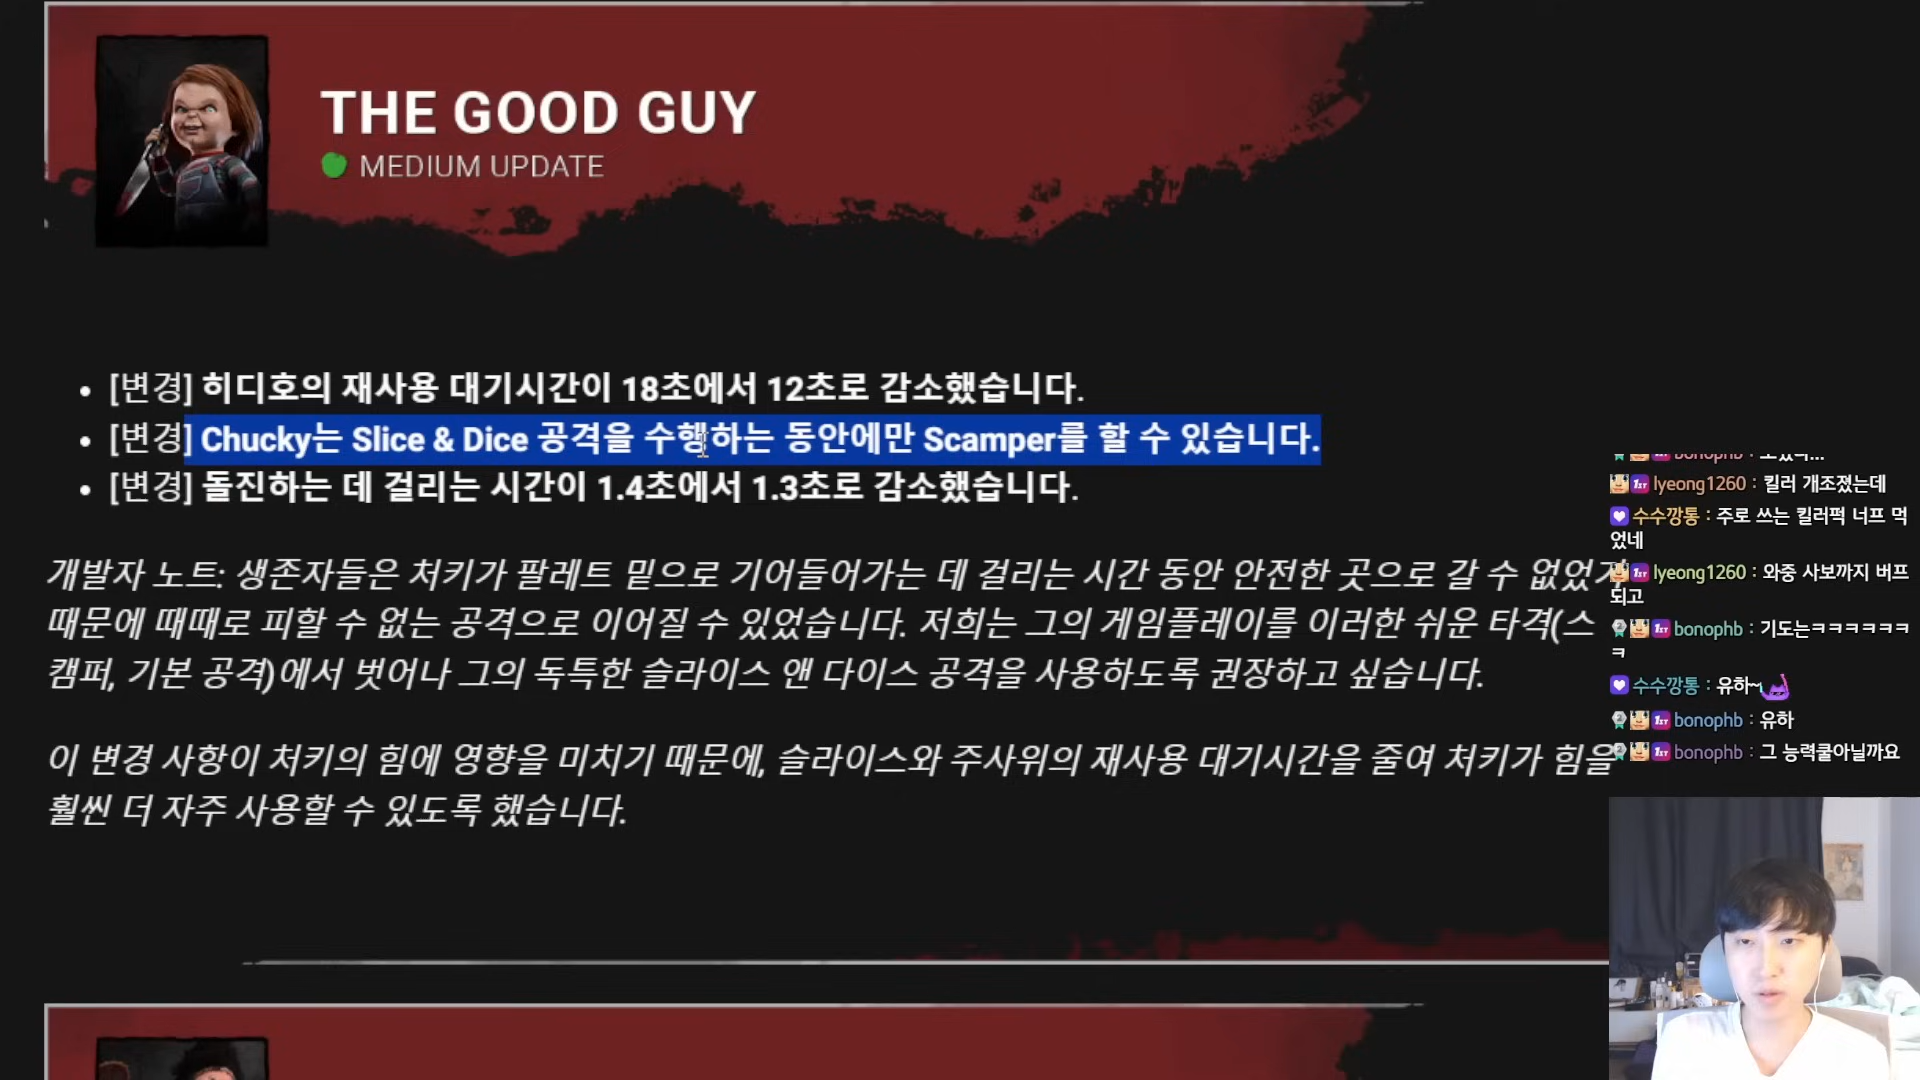 THE GOOD GUY
MEDIUM UPDATE
• [변경] 히디호의 재사용 대기시간이 18초에서 12초로 감소했습니다.
• [변경] Chucky는 Slice & Dice 공격을 수행하는 동안에만 Scamper를 할 수 있습니다.
• [변경] 돌진하는 데 걸리는 시간이 1.4초에서 1.3초로 감소했습니다.
개발자 노트: 생존자들은 처키가 팔레트 밑으로 기어들어가는 데 걸리는 시간 동안 안전한 곳으로 갈 수 없었기
때문에 때때로 피할 수 없는 공격으로 이어질 수 있었습니다. 저희는 그의 게임플레이를 이러한 쉬운 타격(스
캠퍼, 기본 공격)에서 벗어나 그의 독특한 슬라이스 앤 다이스 공격을 사용하도록 권장하고 싶습니다.
이 변경 사항이 처키의 힘에 영향을 미치기 때문에, 슬라이스와 주사위의 재사용 대기시간을 줄여 처키가 힘을
훨씬 더 자주 사용할 수 있도록 했습니다.
bonophb :
lyeong1260 : 킬러 개조졌는데
수수깡통 : 주로 쓰는 킬러퍽 너프 먹
었네
lyeong1260 : 와중 사보까지 버프
되고
bonophb : 기도는ㅋㅋㅋㅋㅋㅋ
ㅋ
수수깡통 : 유하~
bonophb : 유하
bonophb : 그 능력쿨아닐까요